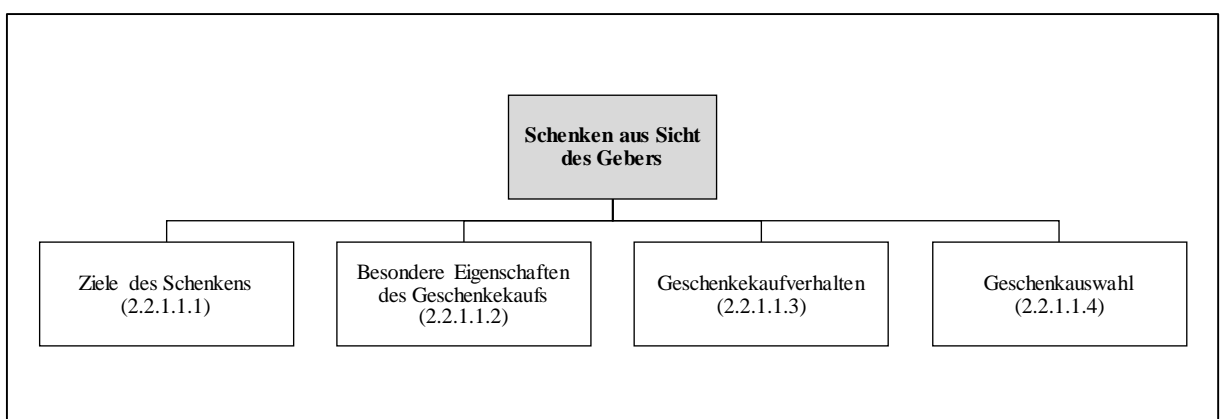 Schenken aus Sicht
des Gebers
Ziele des Schenkens
(2.2.1.1.1)
Besondere Eigenschaften
des Geschenkekaufs
(2.2.1.1.2)
Geschenkekaufverhalten
(2.2.1.1.3)
Geschenkauswahl
(2.2.1.1.4)